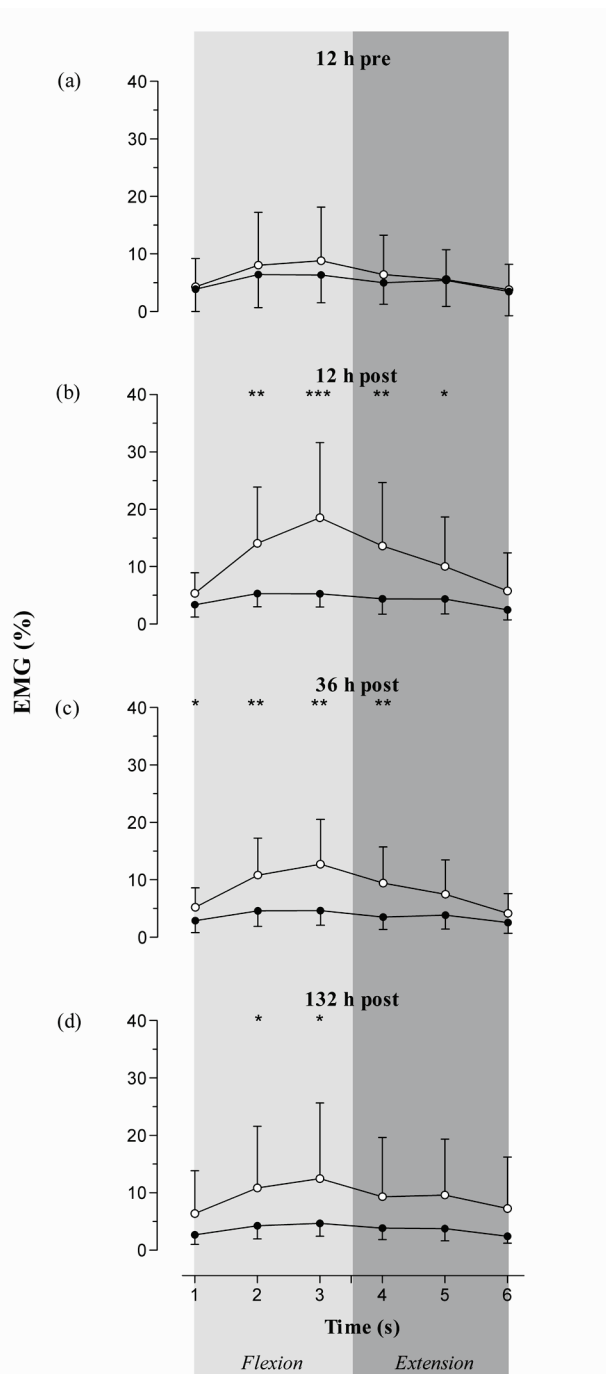 12 h pre
(a)
40
30
20
10
0
12 h post
(b)
** *** ** *
40
30
20
10
0
EMG (%)
36 h post
(c)
* ** ** **
40
30
20
10
0
132 h post
(d)
* *
40
30
20
10
0
1 2 3 4 5 6
Time (s)
Flexion Extension